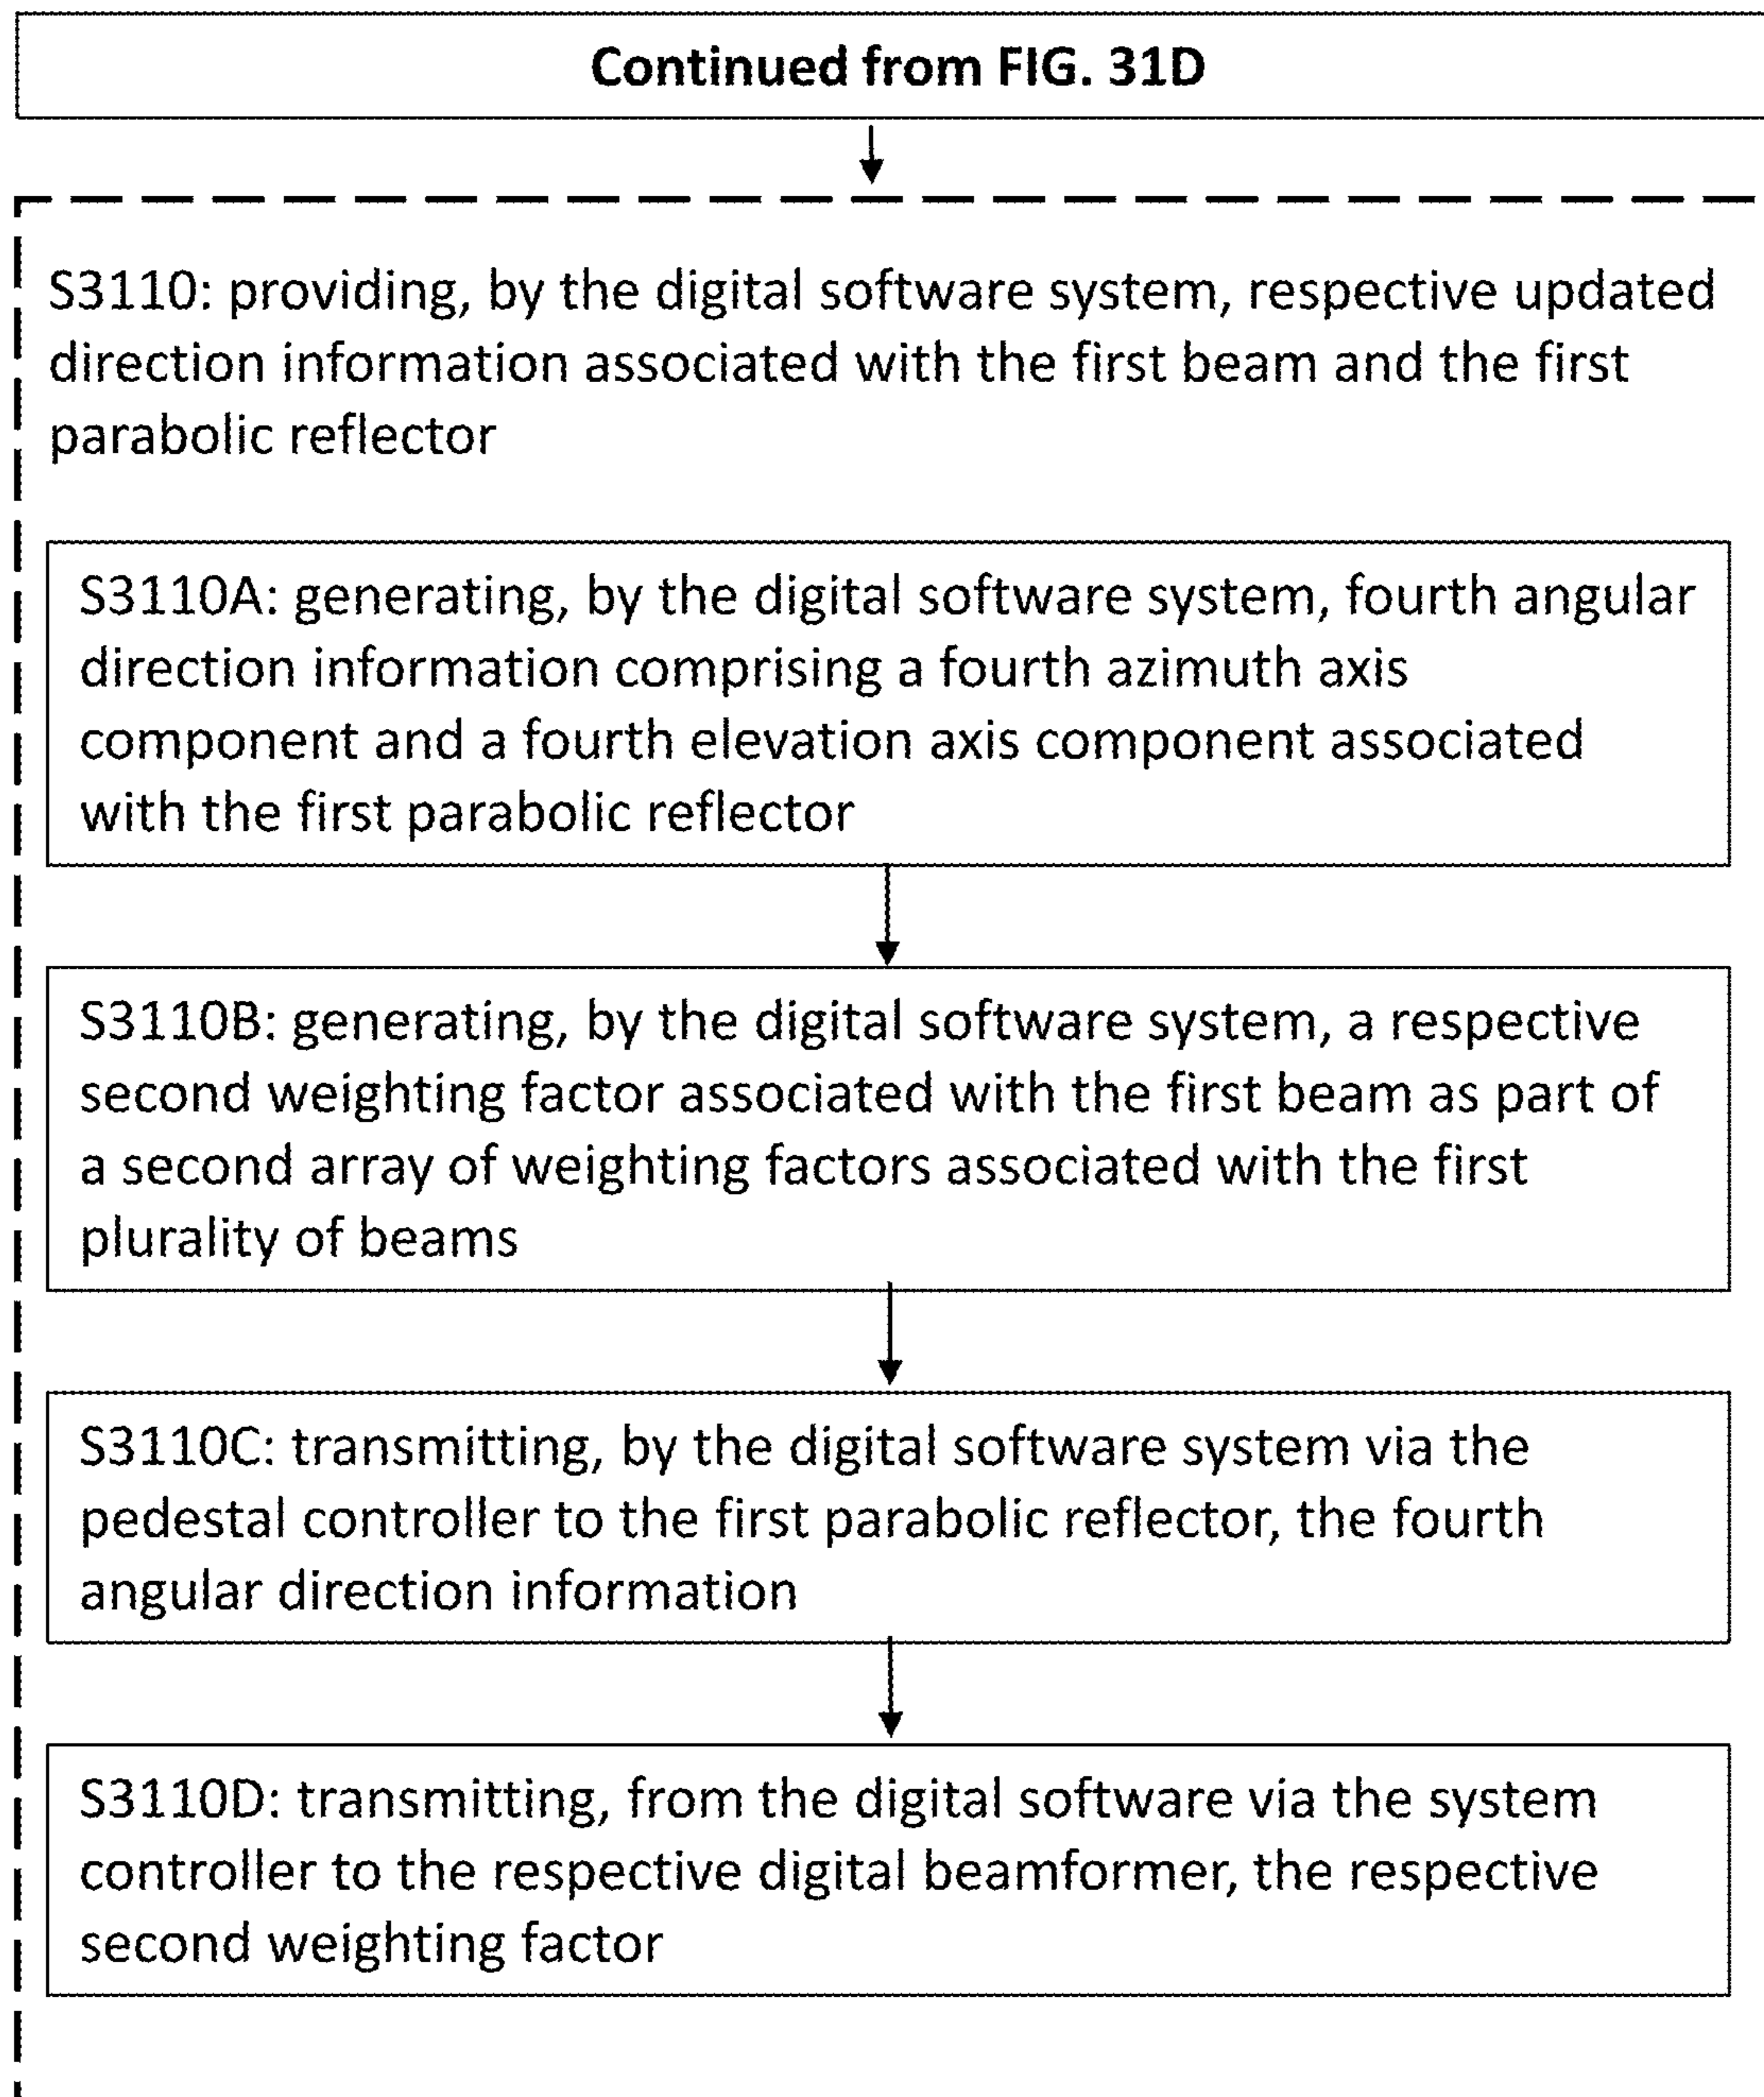 Continued from FIG. 31D
S3110: providing, by the digital software system, respective updated
direction information associated with the first beam and the first
parabolic reflector
S3110A: generating, by the digital software system, fourth angular
direction information comprising a fourth azimuth axis
component and a fourth elevation axis component associated
with the first parabolic reflector
S3110B: generating, by the digital software system, a respective
second weighting factor associated with the first beam as part of
a second array of weighting factors associated with the first
plurality of beams
S3110C: transmitting, by the digital software system via the
pedestal controller to the first parabolic reflector, the fourth
angular direction information
S3110D: transmitting, from the digital software via the system
controller to the respective digital beamformer, the respective
second weighting factor